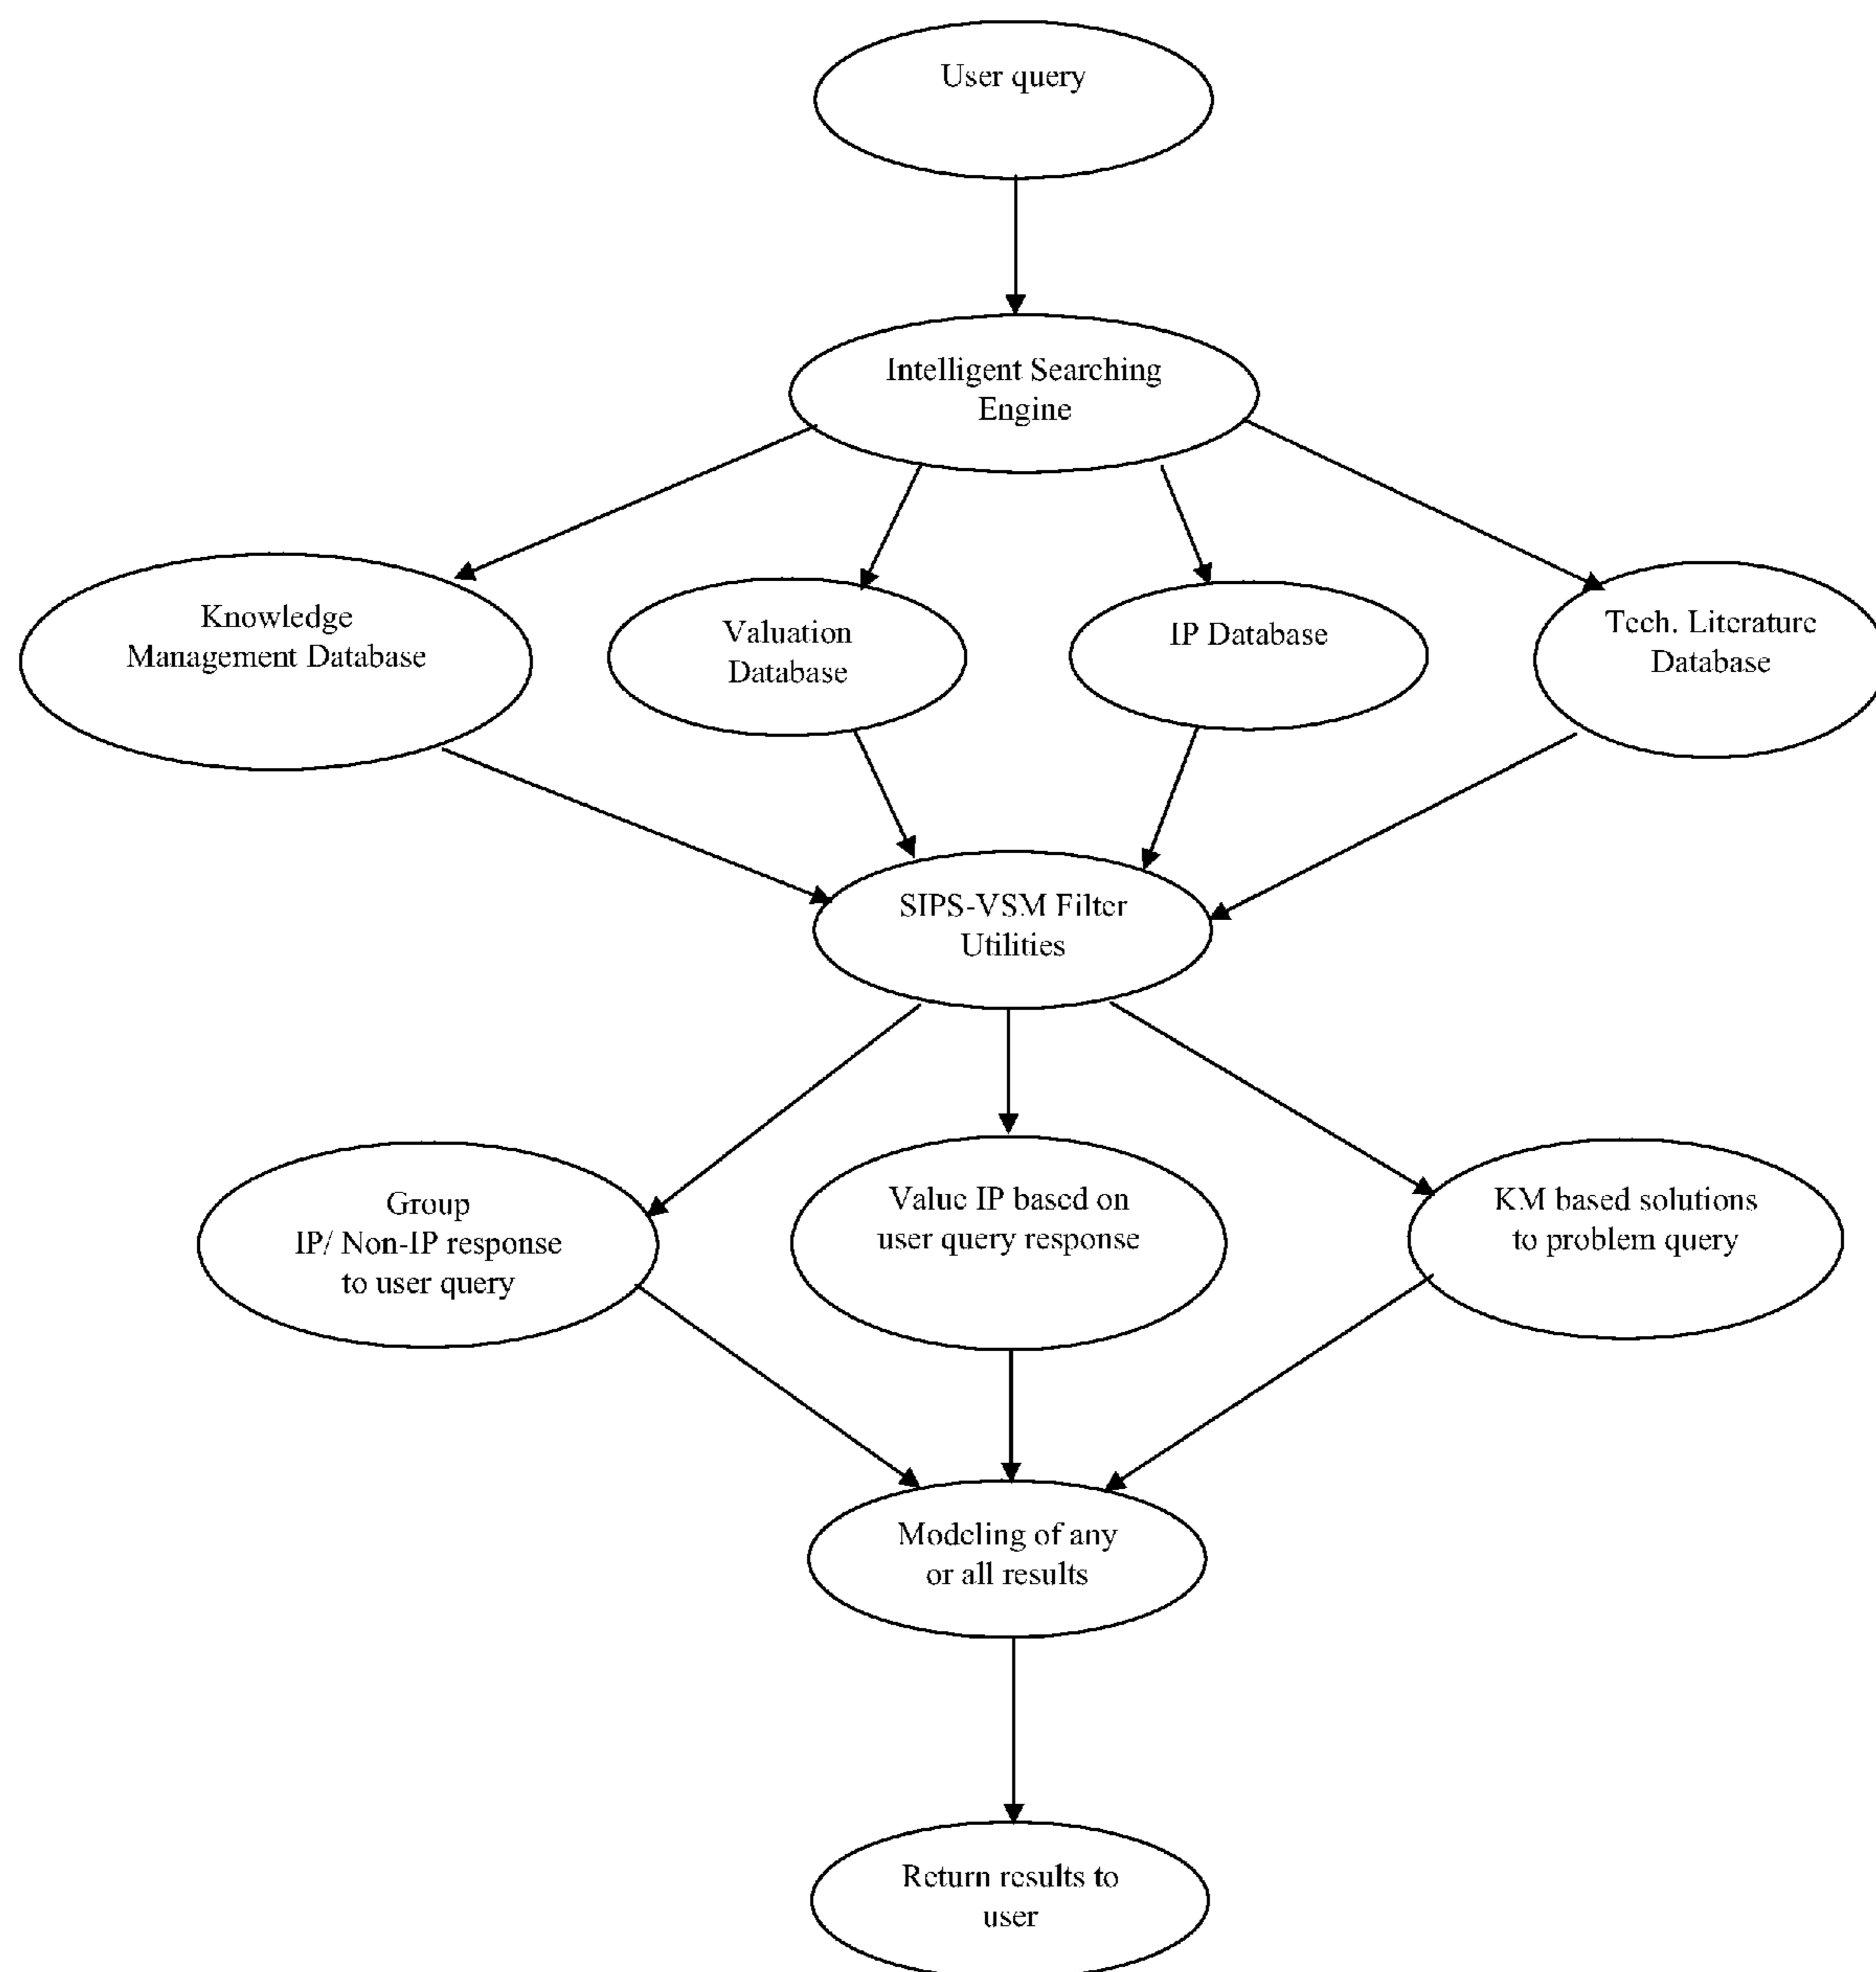 User query
Intelligent Searching
Engine
Knowledge
Management Database
Valuation
Database
IP Database
Tech. Literature
Database
SIPS-VSM Filter
Utilities
Group
IP/ Non-IP response
to user query
Value IP based on
user query response
KM based solutions
to problem query
Modeling of any
or all results
Return results to
user